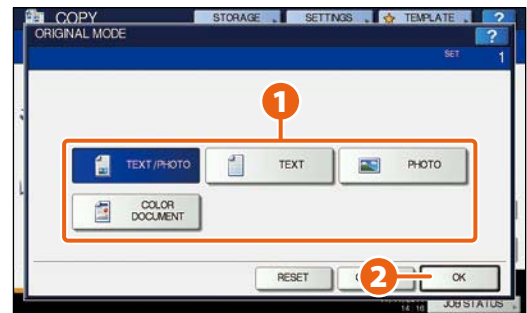 COPY STORAGE SETTINGS TEMPLATE ?
ORIGINAL MODE ?
SET 1
1
TEXT/PHOTO TEXT PHOTO
COLOR
DOCUMENT
RESET 2 OK
14:16 JOB STATUS